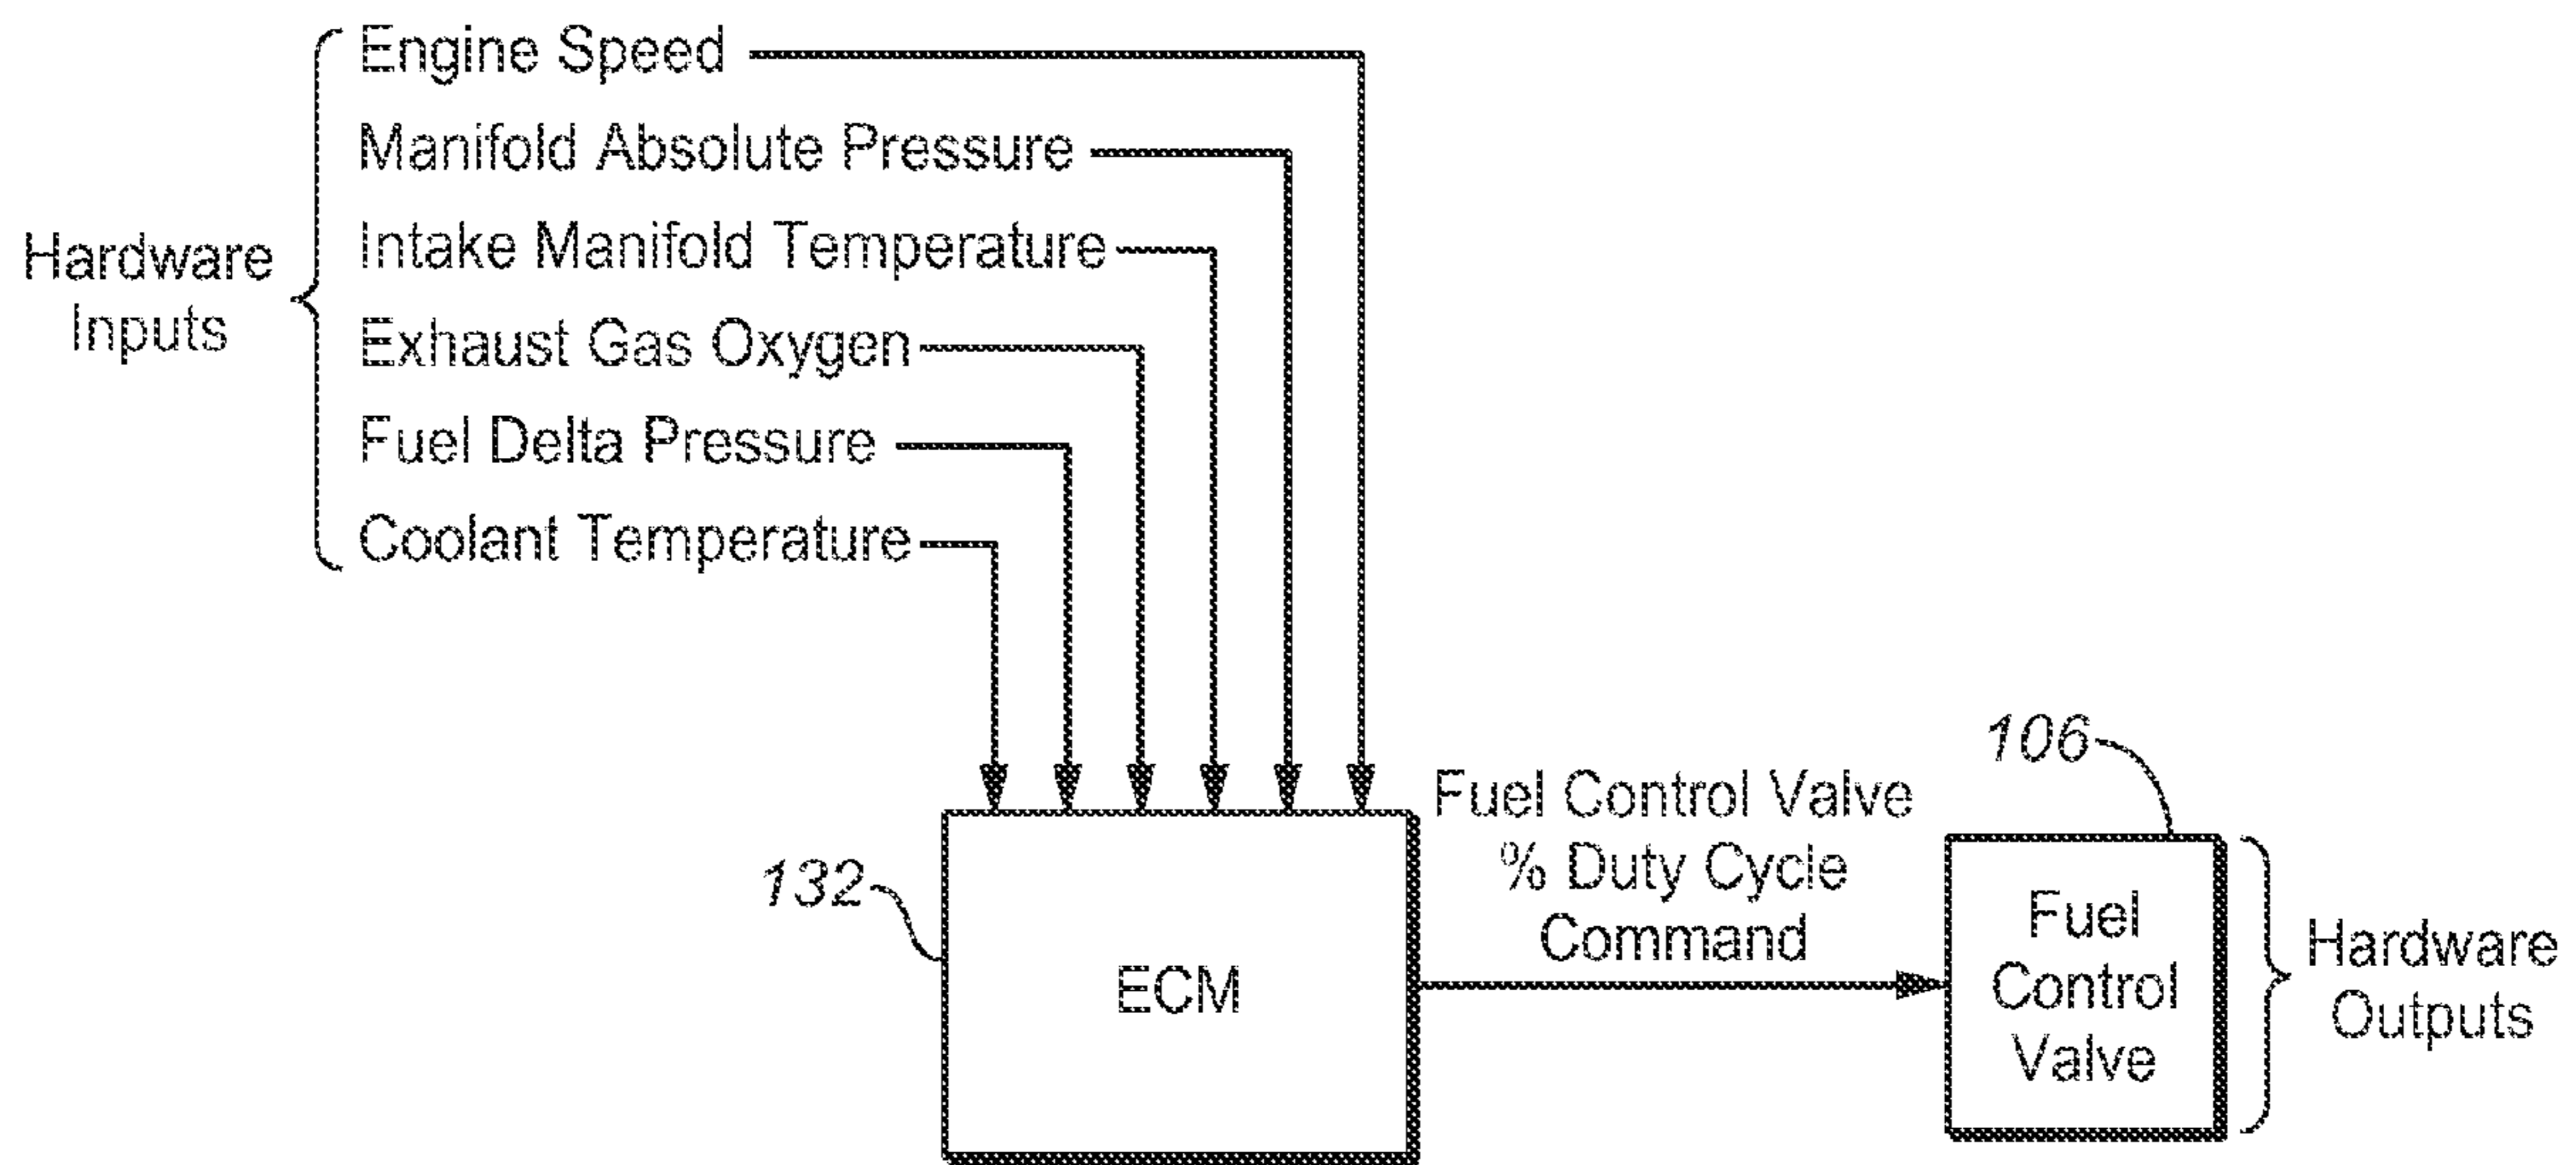 Hardware
Inputs
Engine Speed
Manifold Absolute Pressure
Intake Manifold Temperature
Exhaust Gas Oxygen
Fuel Delta Pressure
Coolant Temperature
132
ECM
Fuel Control Valve
% Duty Cycle
Command
106
Fuel
Control
Valve
Hardware
Outputs